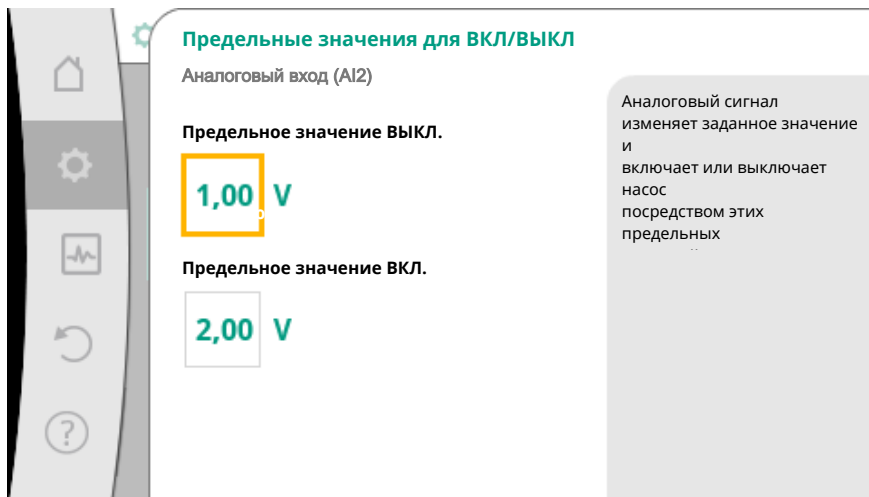 Предельные значения для ВКЛ/ВЫКЛ
Аналоговый вход (AI2)
Предельное значение ВЫКЛ.
1,00 V
Предельное значение ВКЛ.
2,00 V
Аналоговый сигнал
изменяет заданное значение
и
включает или выключает
насос
посредством этих
предельных